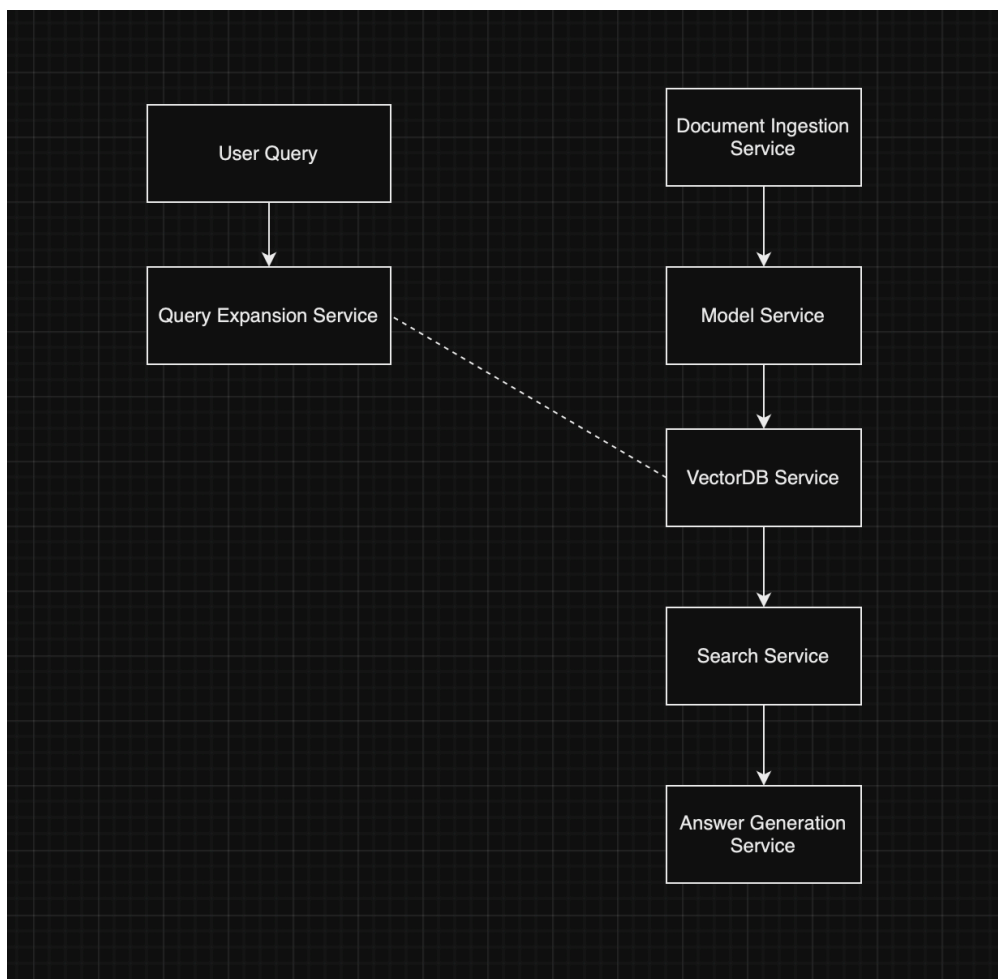 User Query
Document Ingestion
Service
Query Expansion Service
Model Service
VectorDB Service
Search Service
Answer Generation
Service